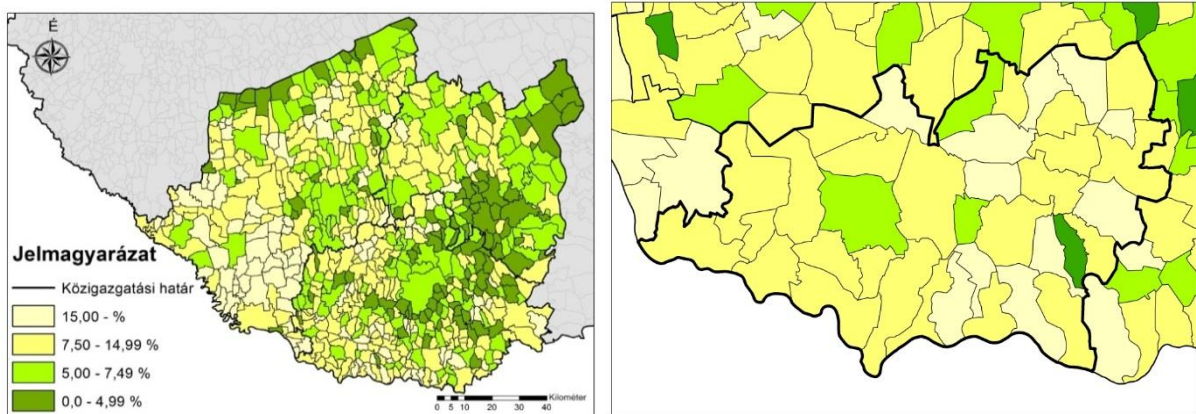 É
Jelmagyarázat
Közigazgatási határ
15,00 - %
7,50 - 14,99 %
5,00 - 7,49 %
0,0 - 4,99 %
Kilométer
0 5 10 20 30 40